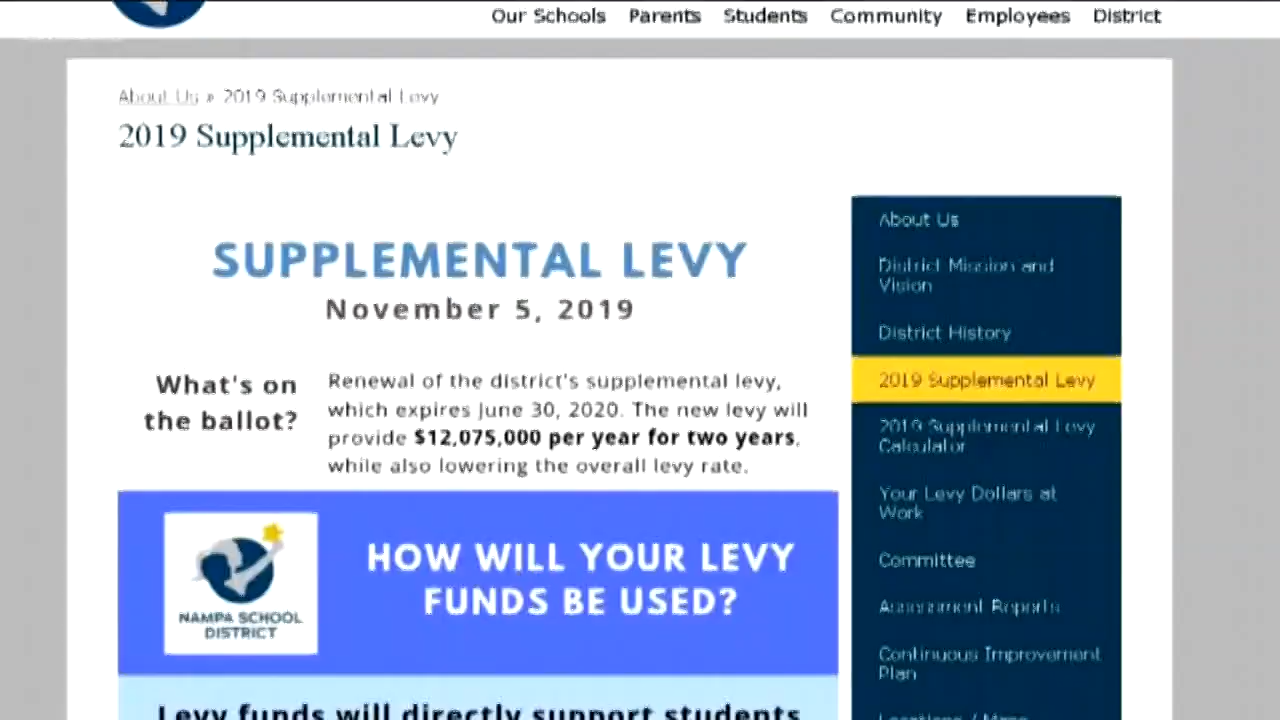 Our Schools Parents Students Community Employees District
About Us » 2019 Supplemental Levy
2019 Supplemental Levy
SUPPLEMENTAL LEVY
November 5, 2019
What's on
the ballot?
Renewal of the district's supplemental levy,
which expires June 30, 2020. The new levy will
provide $12,075,000 per year for two years,
while also lowering the overall levy rate.
NAMPA SCHOOL
DISTRICT
HOW WILL YOUR LEVY
FUNDS BE USED?
Levy funds will directly support students
About Us
District Mission and
Vision
District History
2019 Supplemental Levy
2019 Supplemental Levy
Calculator
Your Levy Dollars at
Work
Committee
Assessment Reports
Continuous Improvement
Plan
Locations / Maps